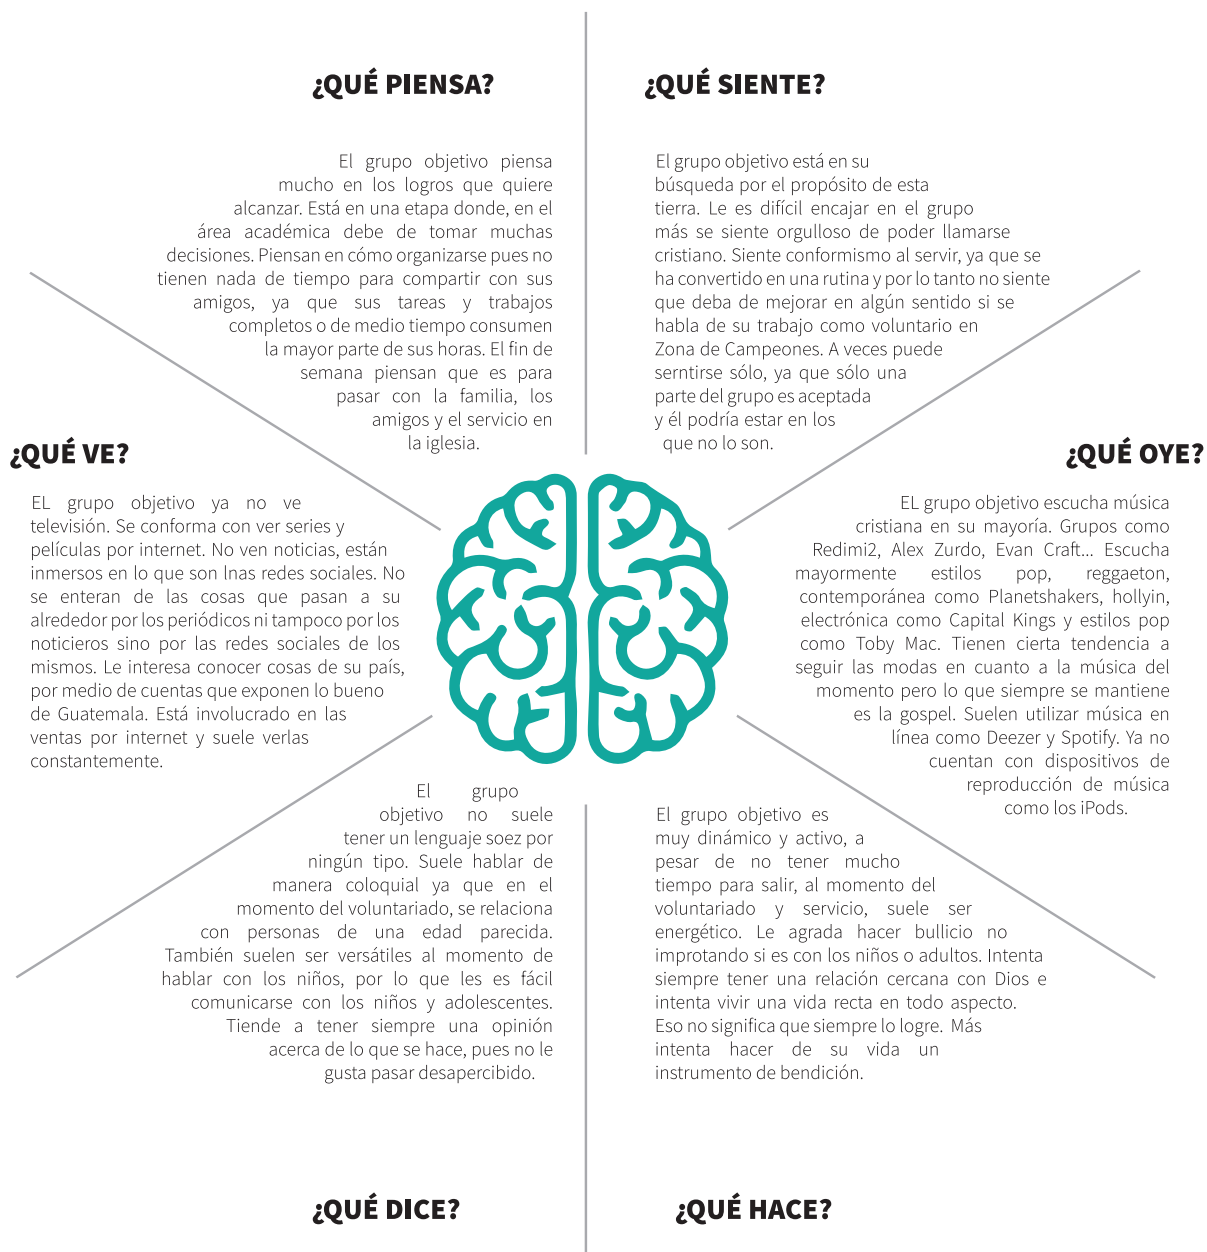 ¿QUÉ PIENSA?
El grupo objetivo piensa
mucho en los logros que quiere
alcanzar. Está en una etapa donde, en el
área académica debe de tomar muchas
decisiones. Piensan en cómo organizarse pues no
tienen nada de tiempo para compartir con sus
amigos, ya que sus tareas y trabajos
completos o de medio tiempo consumen
la mayor parte de sus horas. El fin de
semana piensan que es para
pasar con la familia, los
amigos y el servicio en
la iglesia.
¿QUÉ SIENTE?
El grupo objetivo está en su
búsqueda por el propósito de esta
tierra. Le es difícil encajar en el grupo
más se siente orgulloso de poder llamarse
cristiano. Siente conformismo al servir, ya que se
ha convertido en una rutina y por lo tanto no siente
que deba de mejorar en algún sentido si se
habla de su trabajo como voluntario en
Zona de Campeones. A veces puede
serntirse sólo, ya que sólo una
parte del grupo es aceptada
y él podría estar en los
que no lo son.
¿QUÉ VE?
EL grupo objetivo ya no ve
televisión. Se conforma con ver series y
películas por internet. No ven noticias, están
inmersos en lo que son lnas redes sociales. No
se enteran de las cosas que pasan a su
alrededor por los periódicos ni tampoco por los
noticieros sino por las redes sociales de los
mismos. Le interesa conocer cosas de su país,
por medio de cuentas que exponen lo bueno
de Guatemala. Está involucrado en las
ventas por internet y suele verlas
constantemente.
¿QUÉ OYE?
EL grupo objetivo escucha música
cristiana en su mayoría. Grupos como
Redimi2, Alex Zurdo, Evan Craft... Escucha
mayormente estilos pop, reggaeton,
contemporánea como Planetshakers, hollyin,
electrónica como Capital Kings y estilos pop
como Toby Mac. Tienen cierta tendencia a
seguir las modas en cuanto a la música del
momento pero lo que siempre se mantiene
es la gospel. Suelen utilizar música en
línea como Deezer y Spotify. Ya no
cuentan con dispositivos de
reproducción de música
como los iPods.
El grupo
objetivo no suele
tener un lenguaje soez por
ningún tipo. Suele hablar de
manera coloquial ya que en el
momento del voluntariado, se relaciona
con personas de una edad parecida.
También suelen ser versátiles al momento de
hablar con los niños, por lo que les es fácil
comunicarse con los niños y adolescentes.
Tiende a tener siempre una opinión
acerca de lo que se hace, pues no le
gusta pasar desapercibido.
¿QUÉ DICE?
El grupo objetivo es
muy dinámico y activo, a
pesar de no tener mucho
tiempo para salir, al momento del
voluntariado y servicio, suele ser
energético. Le agrada hacer bullicio no
improtando si es con los niños o adultos. Intenta
siempre tener una relación cercana con Dios e
intenta vivir una vida recta en todo aspecto.
Eso no significa que siempre lo logre. Más
intenta hacer de su vida un
instrumento de bendición.
¿QUÉ HACE?